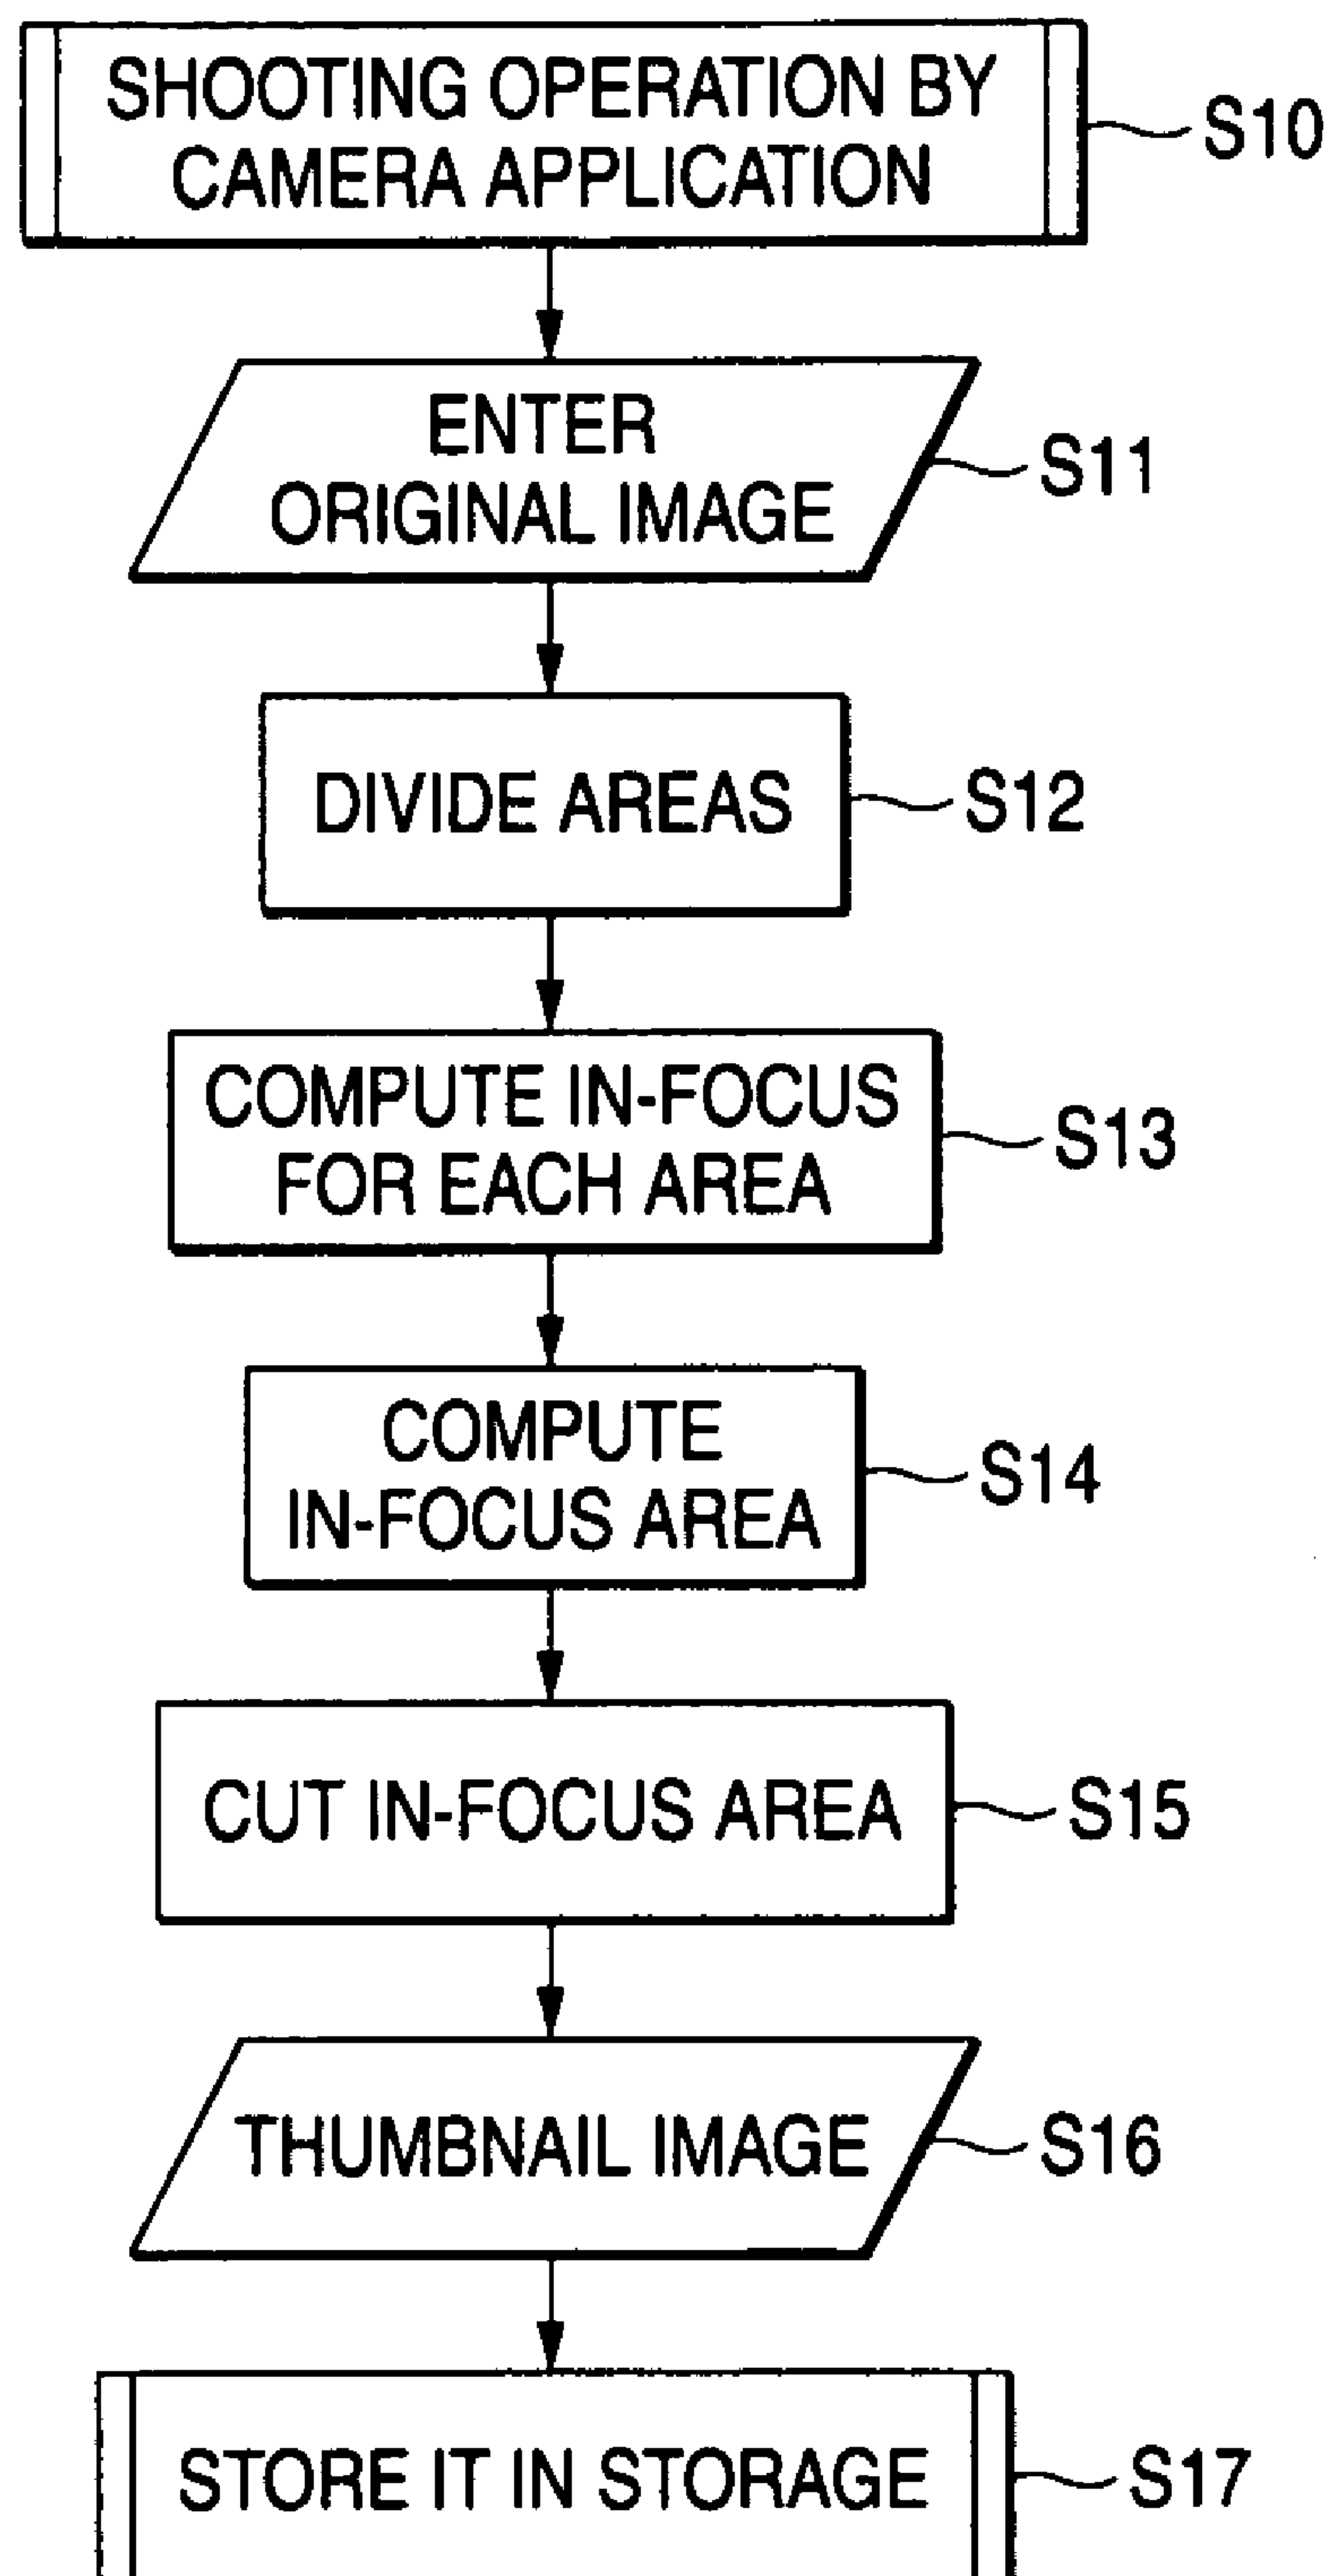 SHOOTING OPERATION BY
CAMERA APPLICATION
S10
ENTER
ORIGINAL IMAGE
S11
DIVIDE AREAS
S12
COMPUTE IN-FOCUS
FOR EACH AREA
S13
COMPUTE
IN-FOCUS AREA
S14
CUT IN-FOCUS AREA
S15
THUMBNAIL IMAGE
S16
STORE IT IN STORAGE
S17